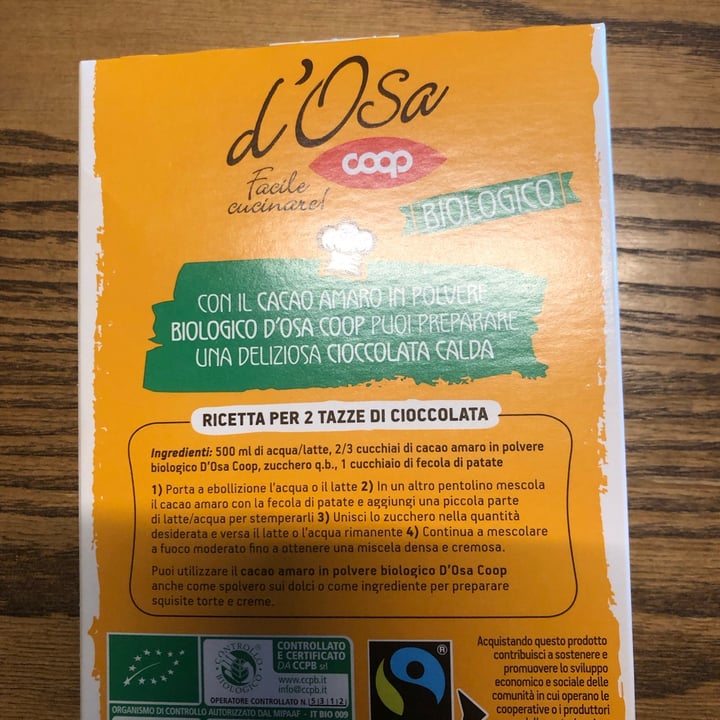 d'Osa
coop
Facile
cucinare!
BIOLOGICO
CON IL CACAO AMARO IN POLVERE
BIOLOGICO D'OSA COOP PUOI PREPARARE
UNA DELIZIOSA CIOCCOLATA CALDA
RICETTA PER 2 TAZZE DI CIOCCOLATA
Ingredienti: 500 ml di acqua/latte, 2/3 cucchiai di cacao amaro in polvere
biologico D'Osa Coop, zucchero q.b., 1 cucchiaio di fecola di patate
1) Porta a ebollizione l'acqua o il latte 2) In un altro pentolino mescola
il cacao amaro con la fecola di patate e aggiungi una piccola parte
di latte/acqua per stemperarli 3) Unisci lo zucchero nella quantità
desiderata e versa il latte o l'acqua rimanente 4) Continua a mescolare
a fuoco moderato fino a ottenere una miscela densa e cremosa.
Puoi utilizzare il cacao amaro in polvere biologico D'Osa Coop
anche come spolvero sui dolci o come ingrediente per preparare
squisite torte e creme.
CONTROLLO
BIOLOGICO
CONTROLLATO
E CERTIFICATO
DA CCPB srl
www.ccpb.it
info@ccpb.it
OPERATORE CONTROLLATO N. 5312
ORGANISMO DI CONTROLLO AUTORIZZATO DAL MIPAAF - IT BIO 009
®
Acquistando questo prodotto
contribuisci a sostenere e
promuovere lo sviluppo
economico e sociale delle
comunità in cui operano le
cooperative o i produttori